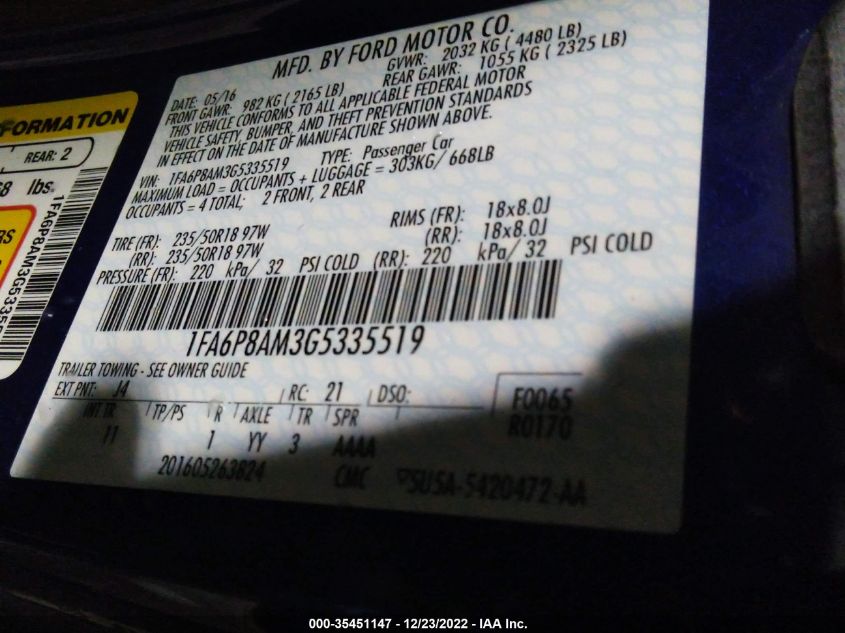 MFD. BY FORD MOTOR CO.
DATE: 05/16 GVWR: 2032 KG ( 4480 LB)
FRONT GAWR: 982 KG ( 2165 LB) REAR GAWR: 1055 KG ( 2325 LB)
THIS VEHICLE CONFORMS TO ALL APPLICABLE FEDERAL MOTOR
VEHICLE SAFETY, BUMPER, AND THEFT PREVENTION STANDARDS
IN EFFECT ON THE DATE OF MANUFACTURE SHOWN ABOVE.
VIN: 1FA6P8AM3G5335519 TYPE: Passenger Car
MAXIMUM LOAD = OCCUPANTS + LUGGAGE = 303KG/ 668LB
OCCUPANTS = 4 TOTAL; 2 FRONT, 2 REAR
TIRE (FR): 235/50R18 97W RIMS (FR): 18x8.0J
(RR): 235/50R18 97W (RR): 18x8.0J
PRESSURE (FR): 220 kPa/ 32 PSI COLD (RR): 220 kPa/ 32 PSI COLD
1FA6P8AM3G5335519
TRAILER TOWING - SEE OWNER GUIDE
EXT PNT: J4 RC: 21 DSO:
INT TR TP/PS R AXLE TR SPR
11 1 YY 3 AAAA
F0065
R0170
201605263824 CMC SUSA-5420472-AA
FORMATION
REAR: 2
lbs.
RS
000-35451147 - 12/23/2022 - IAA Inc.